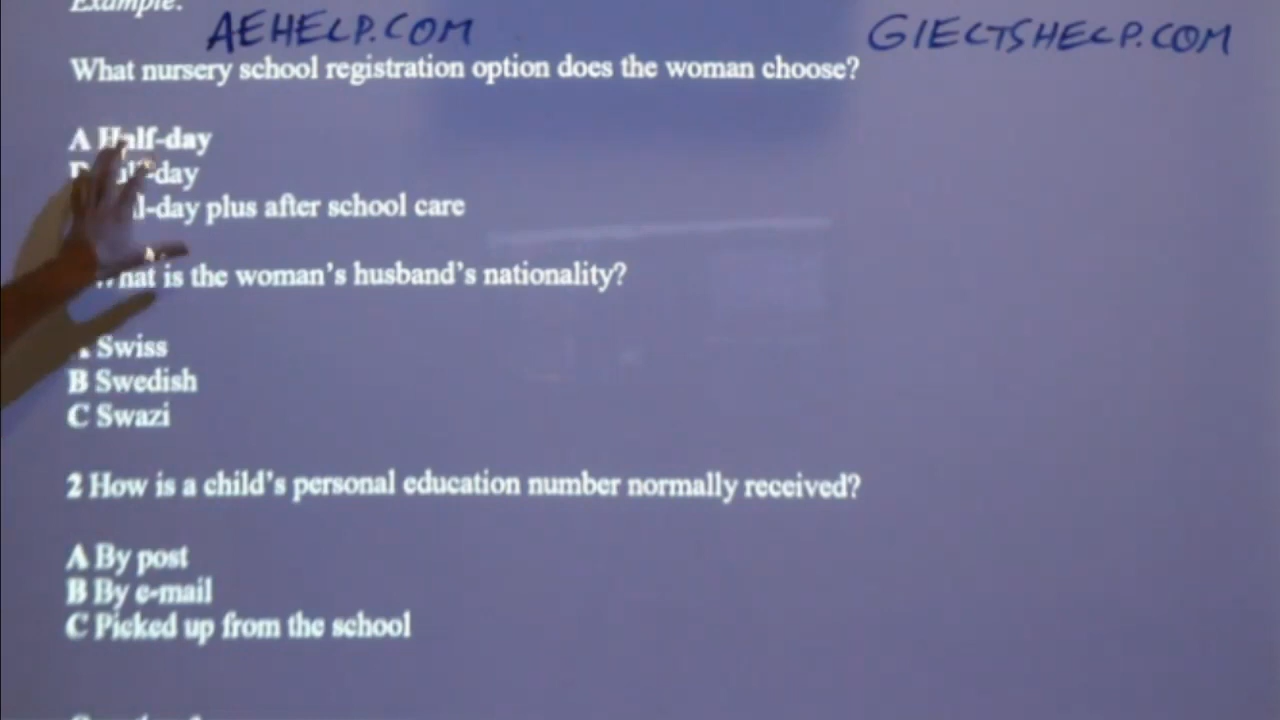 Example:
AEHELP.COM
GIELTSHELP.COM
What nursery school registration option does the woman choose?
A Half-day
day
l-day plus after school care
What is the woman's husband's nationality?
Swiss
B Swedish
C Swazi
2 How is a child's personal education number normally received?
A By post
B By e-mail
C Picked up from the school